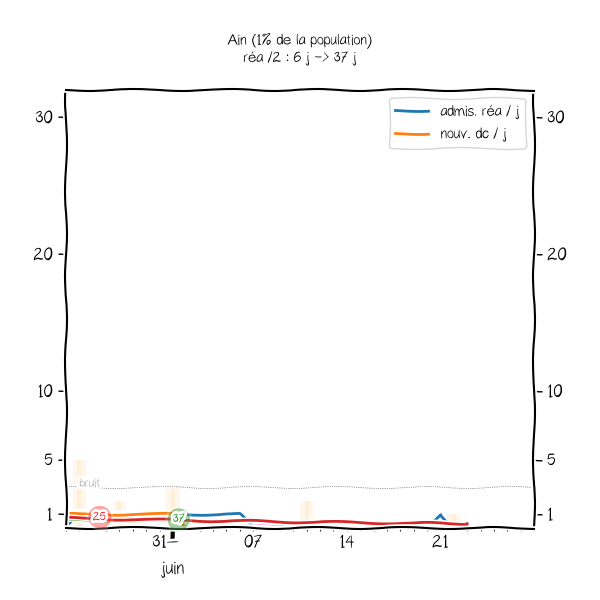 Ain (1% de la population)
réa /2 : 6 j -> 37 j
admis. réa / j
nouv. dc / j
30
30
20
20
10
10
5
5
bruit
1
25
37
1
31
07
14
21
juin